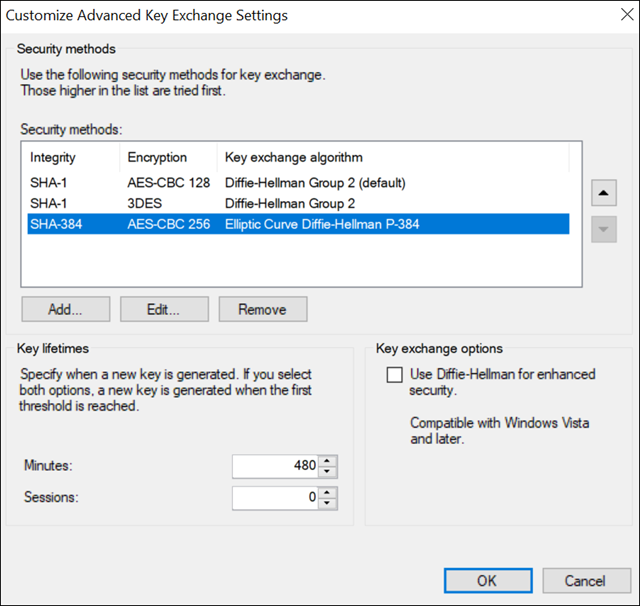 Customize Advanced Key Exchange Settings
Security methods
Use the following security methods for key exchange.
Those higher in the list are tried first.
Security methods:
Integrity Encryption Key exchange algorithm
SHA-1 AES-CBC 128 Diffie-Hellman Group 2 (default)
SHA-1 3DES Diffie-Hellman Group 2
SHA-384 AES-CBC 256 Elliptic Curve Diffie-Hellman P-384
Add... Edit... Remove
Key lifetimes
Specify when a new key is generated. If you select
both options, a new key is generated when the first
threshold is reached.
Minutes: 480
Sessions: 0
Key exchange options
Use Diffie-Hellman for enhanced
security.
Compatible with Windows Vista
and later.
OK Cancel